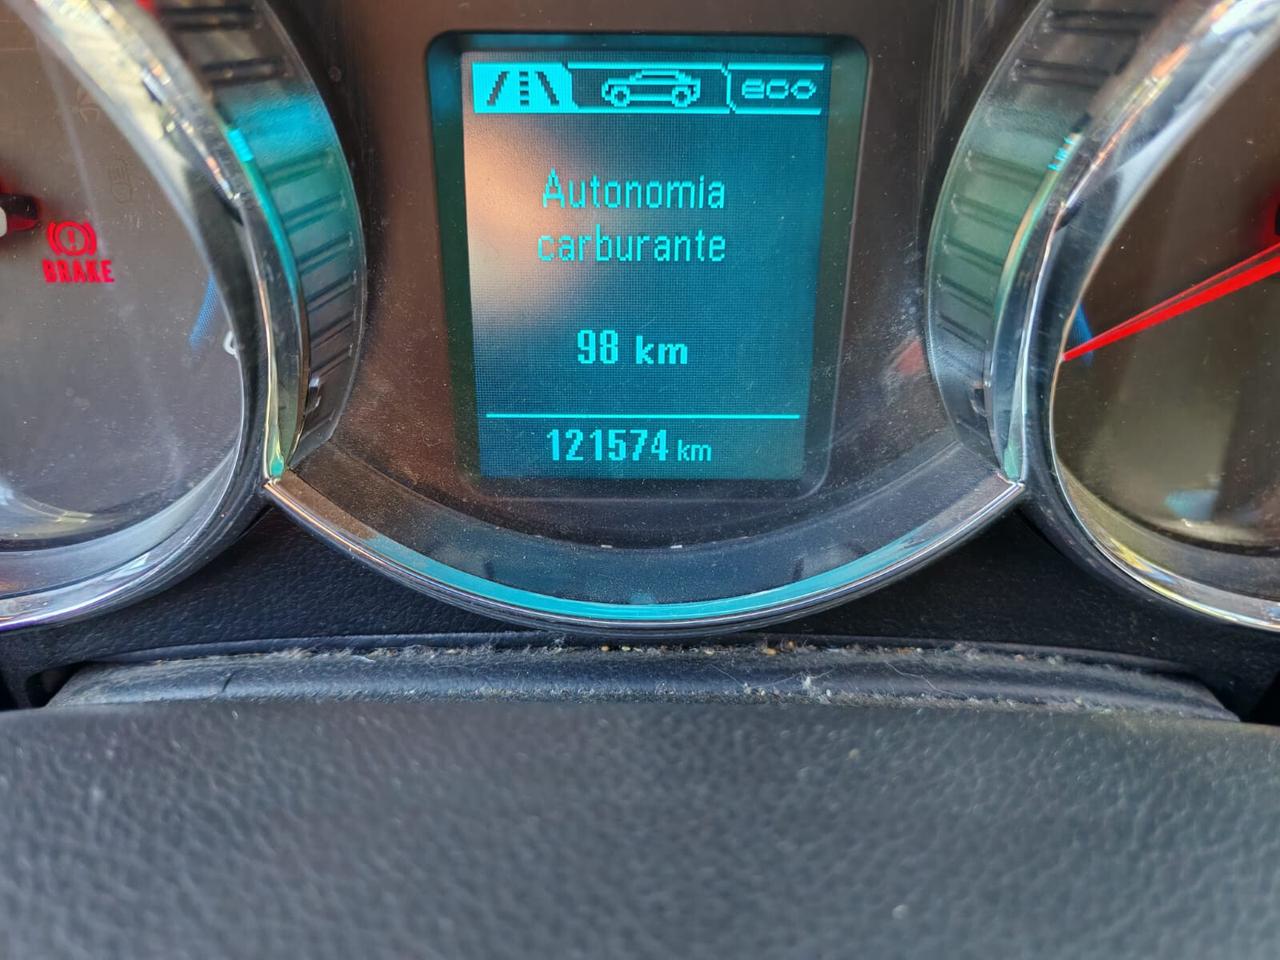 eco
Autonomia
carburante
BRAKE
98 km
121574 km